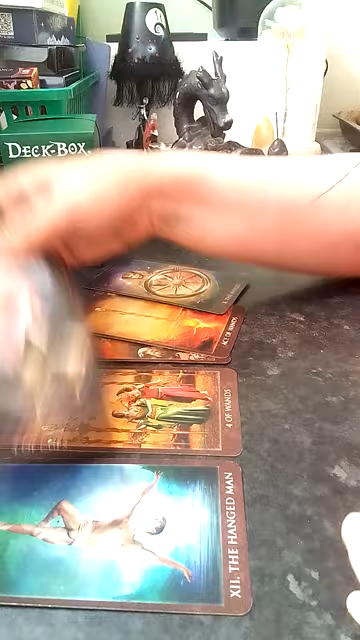 DECK-BOX
ACE OF WANDS
4 OF WANDS
XII. THE HANGED MAN